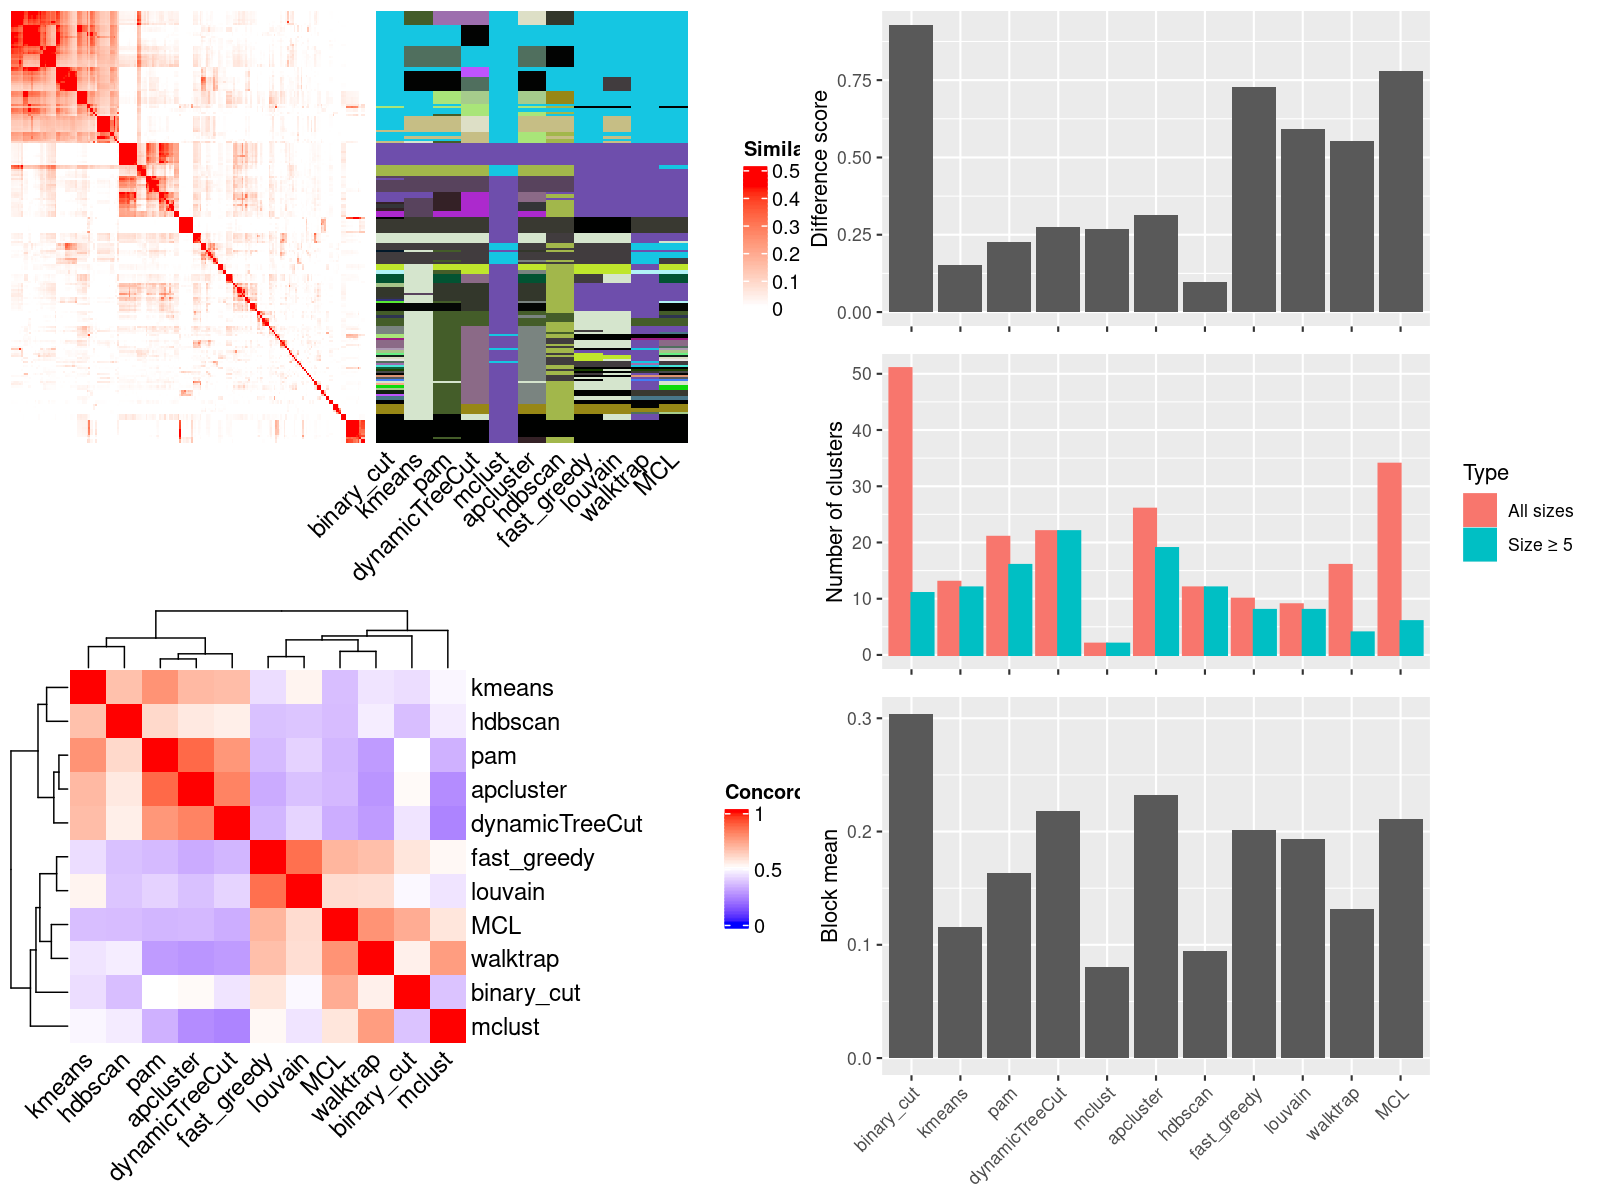 Simila
0.5
0.4
0.3
0.2
0.1
0
binary_cut
kmeans
pam
dynamicTreeCut
mclust
apcluster
hdbscan
fast_greedy
louvain
walktrap
MCL
kmeans
hdbscan
pam
apcluster
dynamicTreeCut
fast_greedy
louvain
MCL
walktrap
binary_cut
mclust
kmeans
hdbscan
pam
apcluster
dynamicTreeCut
fast_greedy
louvain
MCL
walktrap
binary_cut
mclust
Concord
1
0.5
0
Difference score
0.75
0.50
0.25
0.00
Number of clusters
50
40
30
20
10
0
Type
All sizes
Size ≥ 5
Block mean
0.3
0.2
0.1
0.0
binary_cut
kmeans
pam
dynamicTreeCut
mclust
apcluster
hdbscan
fast_greedy
louvain
walktrap
MCL